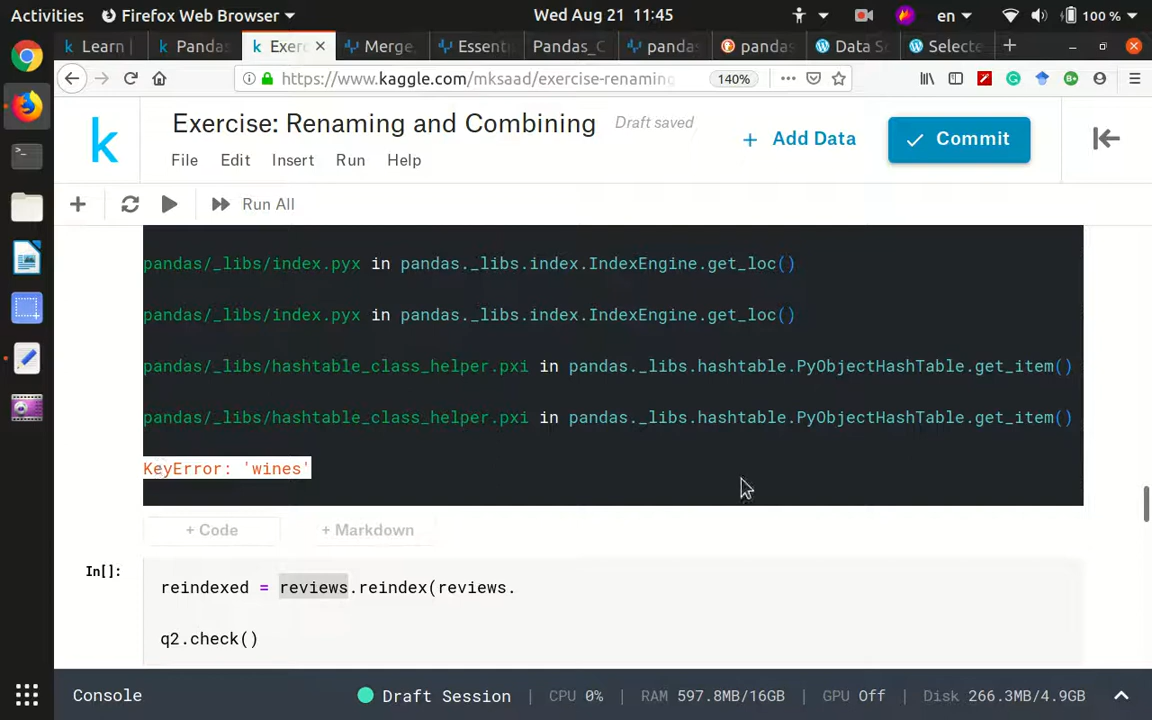 Activities Firefox Web Browser Wed Aug 21 11:45 en 100 %
Learn Pandas Exerc Merge, Essenti Pandas_C pandas pandas Data S Selecte
https://www.kaggle.com/mksaad/exercise-renaming 140%
k Exercise: Renaming and Combining Draft saved
+ Add Data Commit
File Edit Insert Run Help
Run All
pandas/_libs/index.pyx in pandas._libs.index.IndexEngine.get_loc()
pandas/_libs/index.pyx in pandas._libs.index.IndexEngine.get_loc()
pandas/_libs/hashtable_class_helper.pxi in pandas._libs.hashtable.PyObjectHashTable.get_item()
pandas/_libs/hashtable_class_helper.pxi in pandas._libs.hashtable.PyObjectHashTable.get_item()
KeyError: 'wines'
+ Code + Markdown
In[]:
reindexed = reviews.reindex(reviews.
q2.check()
Console Draft Session CPU 0% RAM 597.8MB/16GB GPU Off Disk 266.3MB/4.9GB